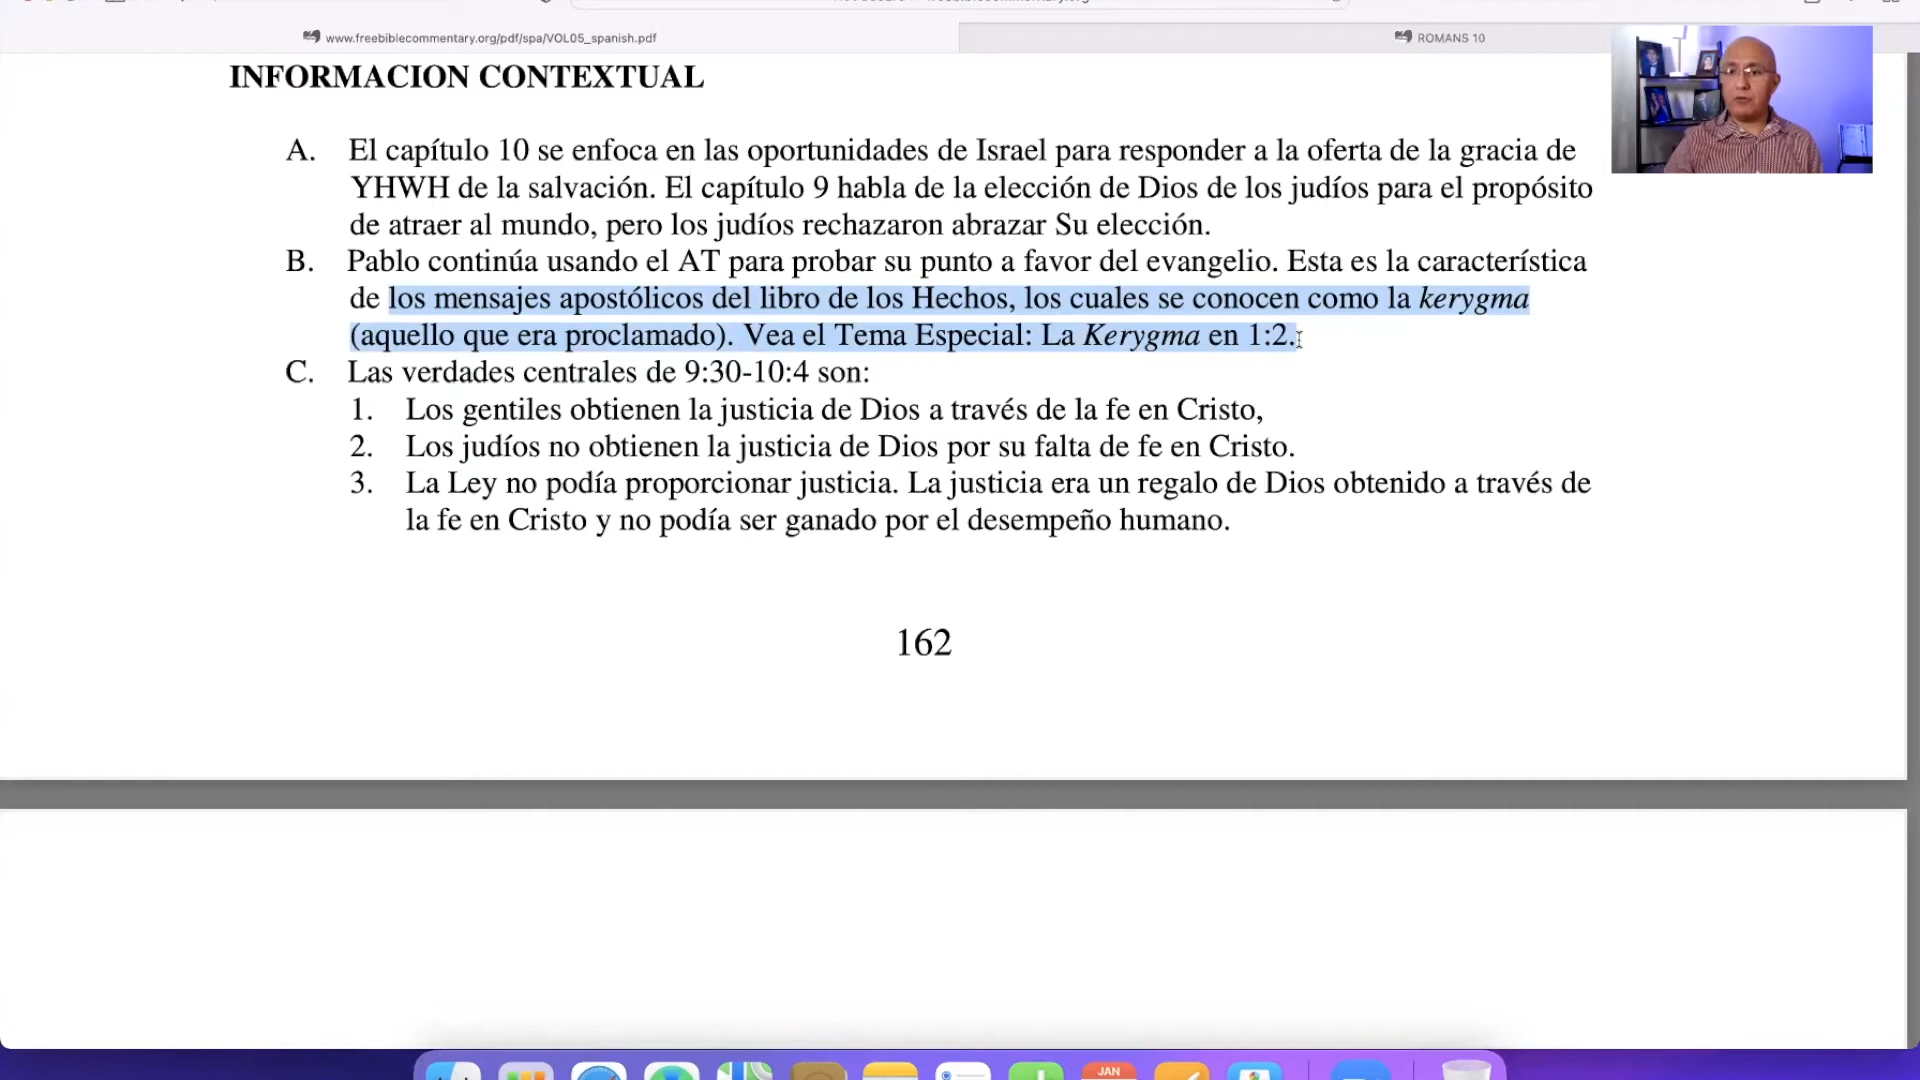 www.freebiblecommentary.org/pdf/spa/VOL05_spanish.pdf
ROMANS 10
INFORMACION CONTEXTUAL
A. El capítulo 10 se enfoca en las oportunidades de Israel para responder a la oferta de la gracia de
YHWH de la salvación. El capítulo 9 habla de la elección de Dios de los judíos para el propósito
de atraer al mundo, pero los judíos rechazaron abrazar Su elección.
B. Pablo continúa usando el AT para probar su punto a favor del evangelio. Esta es la característica
de los mensajes apostólicos del libro de los Hechos, los cuales se conocen como la kerygma
(aquello que era proclamado). Vea el Tema Especial: La Kerygma en 1:2.
C. Las verdades centrales de 9:30-10:4 son:
1. Los gentiles obtienen la justicia de Dios a través de la fe en Cristo,
2. Los judíos no obtienen la justicia de Dios por su falta de fe en Cristo.
3. La Ley no podía proporcionar justicia. La justicia era un regalo de Dios obtenido a través de
la fe en Cristo y no podía ser ganado por el desempeño humano.
162
JAN